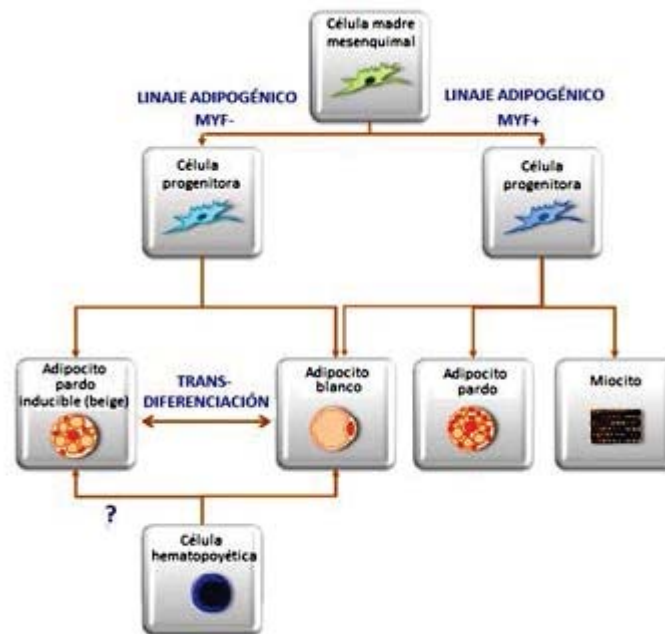 Célula madre
mesenquimal
LINAJE ADIPOGÉNICO
MYF-
LINAJE ADIPOGÉNICO
MYF+
Célula
progenitora
Célula
progenitora
Adipocito
pardo
inducible (beige)
TRANS-
DIFERENCIACIÓN
Adipocito
blanco
Adipocito
pardo
Miocito
?
Célula
hematopoyética